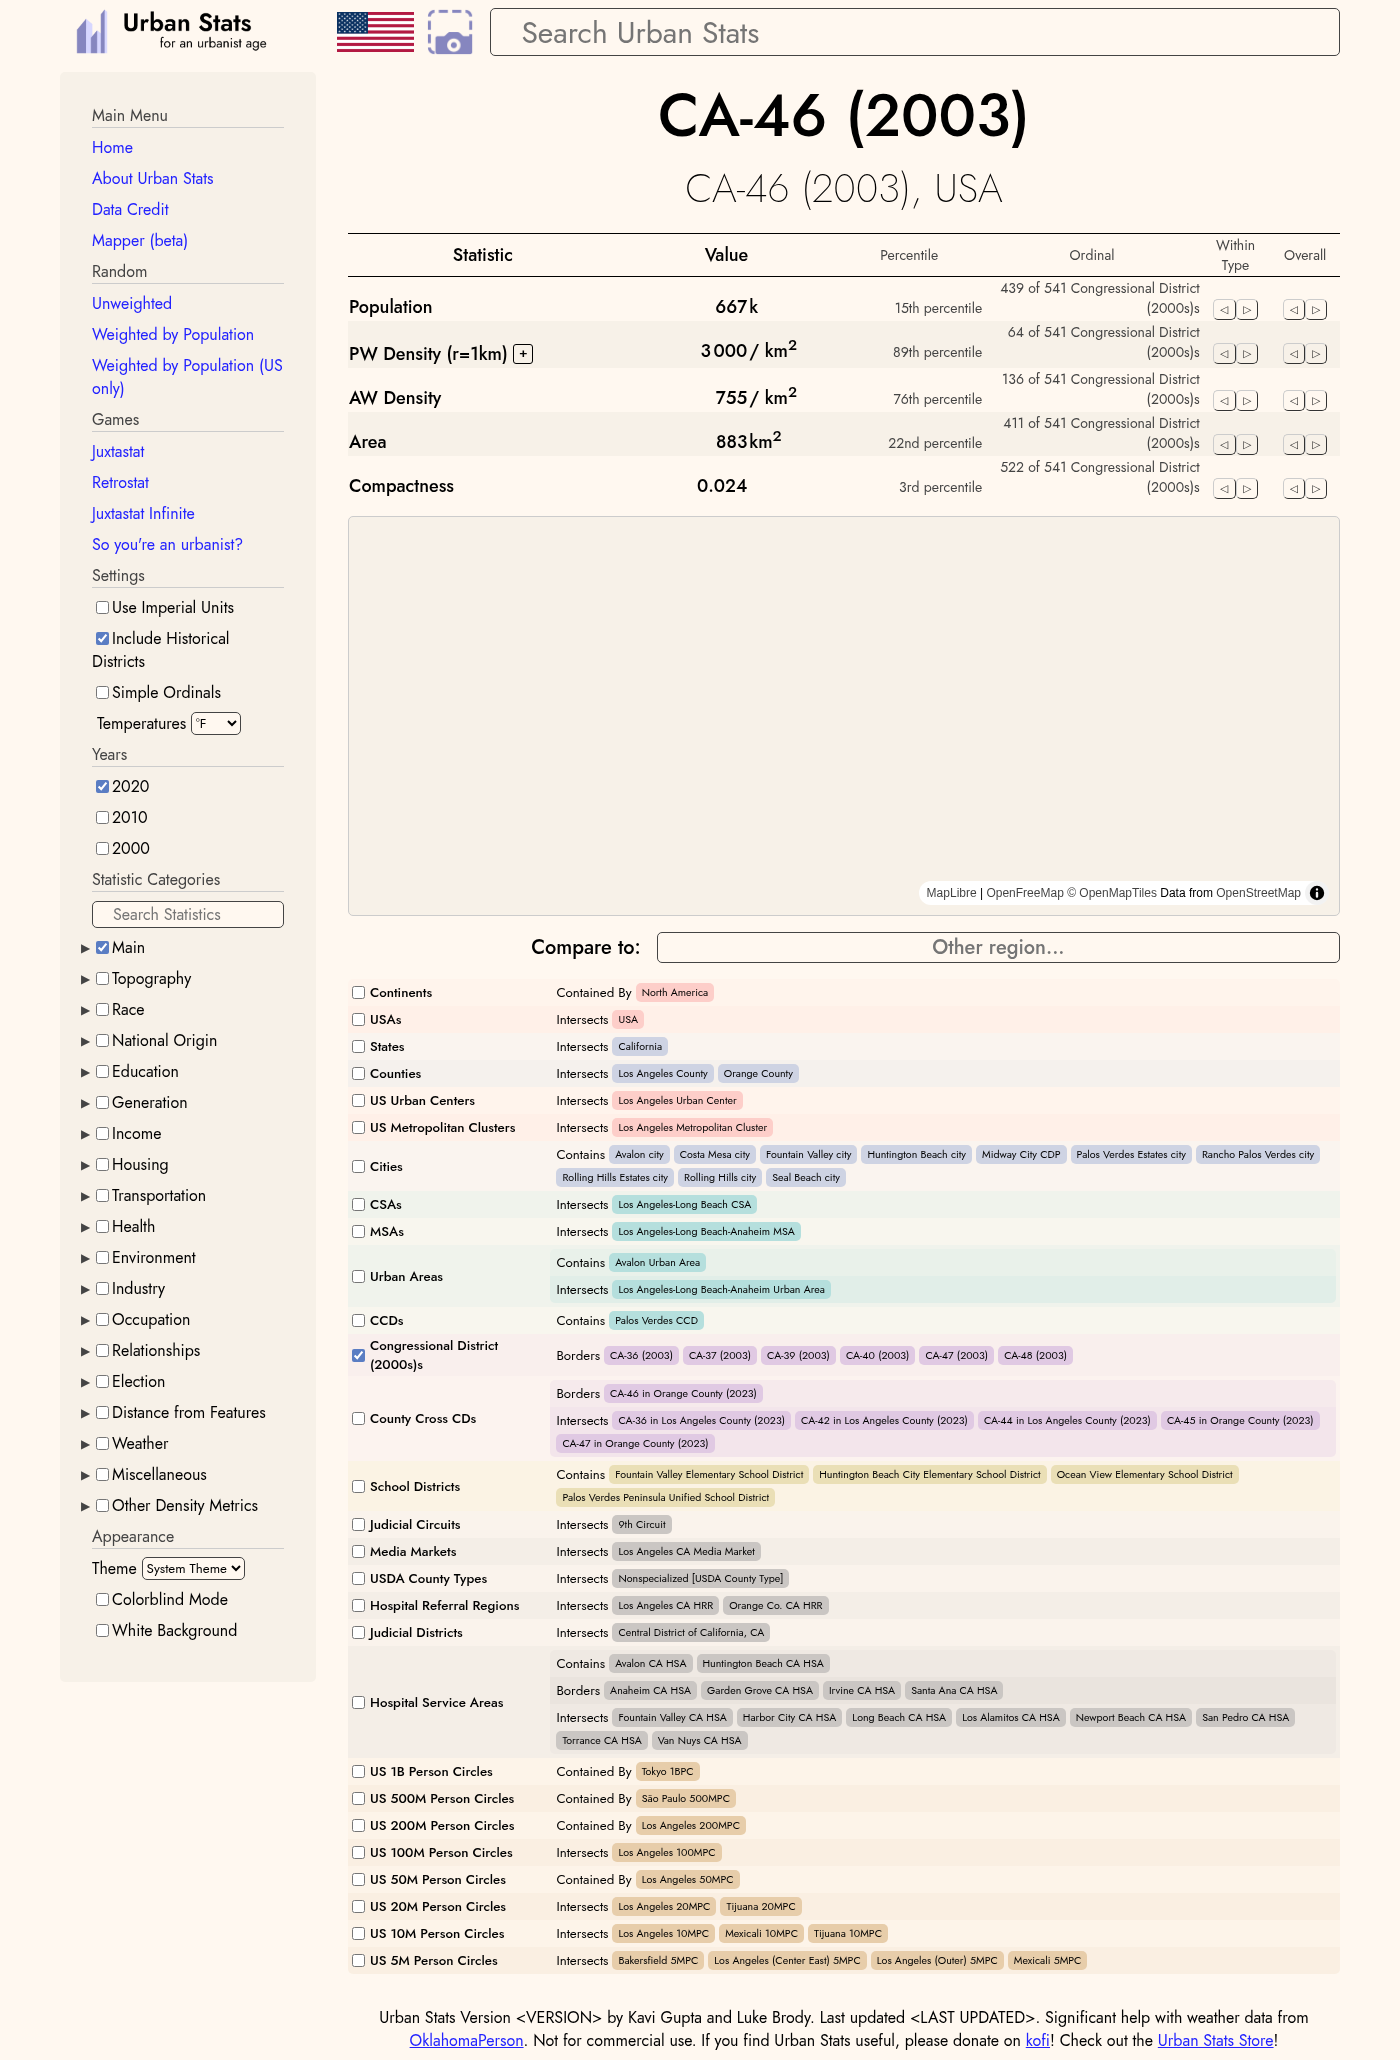 Urban Stats
for an urbanist age
Search Urban Stats
Main Menu
Home
About Urban Stats
Data Credit
Mapper (beta)
Random
Unweighted
Weighted by Population
Weighted by Population (US
only)
Games
Juxtastat
Retrostat
Juxtastat Infinite
So you're an urbanist?
Settings
Use Imperial Units
Include Historical
Districts
Simple Ordinals
Temperatures °F
Years
2020
2010
2000
Statistic Categories
Search Statistics
Main
Topography
Race
National Origin
Education
Generation
Income
Housing
Transportation
Health
Environment
Industry
Occupation
Relationships
Election
Distance from Features
Weather
Miscellaneous
Other Density Metrics
Appearance
Theme System Theme
Colorblind Mode
White Background
CA-46 (2003)
CA-46 (2003), USA
Statistic Value Percentile Ordinal Within Type Overall
Population 667k 15th percentile 439 of 541 Congressional District (2000s)s
PW Density (r=1km) + 3 000 / km2 89th percentile 64 of 541 Congressional District (2000s)s
AW Density 755 / km2 76th percentile 136 of 541 Congressional District (2000s)s
Area 883 km2 22nd percentile 411 of 541 Congressional District (2000s)s
Compactness 0.024 3rd percentile 522 of 541 Congressional District (2000s)s
MapLibre | OpenFreeMap © OpenMapTiles Data from OpenStreetMap
Compare to: Other region...
Continents Contained By North America
USAs Intersects USA
States Intersects California
Counties Intersects Los Angeles County Orange County
US Urban Centers Intersects Los Angeles Urban Center
US Metropolitan Clusters Intersects Los Angeles Metropolitan Cluster
Cities Contains Avalon city Costa Mesa city Fountain Valley city Huntington Beach city Midway City CDP Palos Verdes Estates city Rancho Palos Verdes city
Rolling Hills Estates city Rolling Hills city Seal Beach city
CSAs Intersects Los Angeles-Long Beach CSA
MSAs Intersects Los Angeles-Long Beach-Anaheim MSA
Urban Areas Contains Avalon Urban Area
Intersects Los Angeles-Long Beach-Anaheim Urban Area
CCDs Contains Palos Verdes CCD
Congressional District (2000s)s Borders CA-36 (2003) CA-37 (2003) CA-39 (2003) CA-40 (2003) CA-47 (2003) CA-48 (2003)
County Cross CDs Borders CA-46 in Orange County (2023)
Intersects CA-36 in Los Angeles County (2023) CA-42 in Los Angeles County (2023) CA-44 in Los Angeles County (2023) CA-45 in Orange County (2023)
CA-47 in Orange County (2023)
School Districts Contains Fountain Valley Elementary School District Huntington Beach City Elementary School District Ocean View Elementary School District
Palos Verdes Peninsula Unified School District
Judicial Circuits Intersects 9th Circuit
Media Markets Intersects Los Angeles CA Media Market
USDA County Types Intersects Nonspecialized [USDA County Type]
Hospital Referral Regions Intersects Los Angeles CA HRR Orange Co. CA HRR
Judicial Districts Intersects Central District of California, CA
Hospital Service Areas Contains Avalon CA HSA Huntington Beach CA HSA
Borders Anaheim CA HSA Garden Grove CA HSA Irvine CA HSA Santa Ana CA HSA
Intersects Fountain Valley CA HSA Harbor City CA HSA Long Beach CA HSA Los Alamitos CA HSA Newport Beach CA HSA San Pedro CA HSA
Torrance CA HSA Van Nuys CA HSA
US 1B Person Circles Contained By Tokyo 1BPC
US 500M Person Circles Contained By São Paulo 500MPC
US 200M Person Circles Contained By Los Angeles 200MPC
US 100M Person Circles Intersects Los Angeles 100MPC
US 50M Person Circles Contained By Los Angeles 50MPC
US 20M Person Circles Intersects Los Angeles 20MPC Tijuana 20MPC
US 10M Person Circles Intersects Los Angeles 10MPC Mexicali 10MPC Tijuana 10MPC
US 5M Person Circles Intersects Bakersfield 5MPC Los Angeles (Center East) 5MPC Los Angeles (Outer) 5MPC Mexicali 5MPC
Urban Stats Version <VERSION> by Kavi Gupta and Luke Brody. Last updated <LAST UPDATED>. Significant help with weather data from
OklahomaPerson. Not for commercial use. If you find Urban Stats useful, please donate on kofi! Check out the Urban Stats Store!